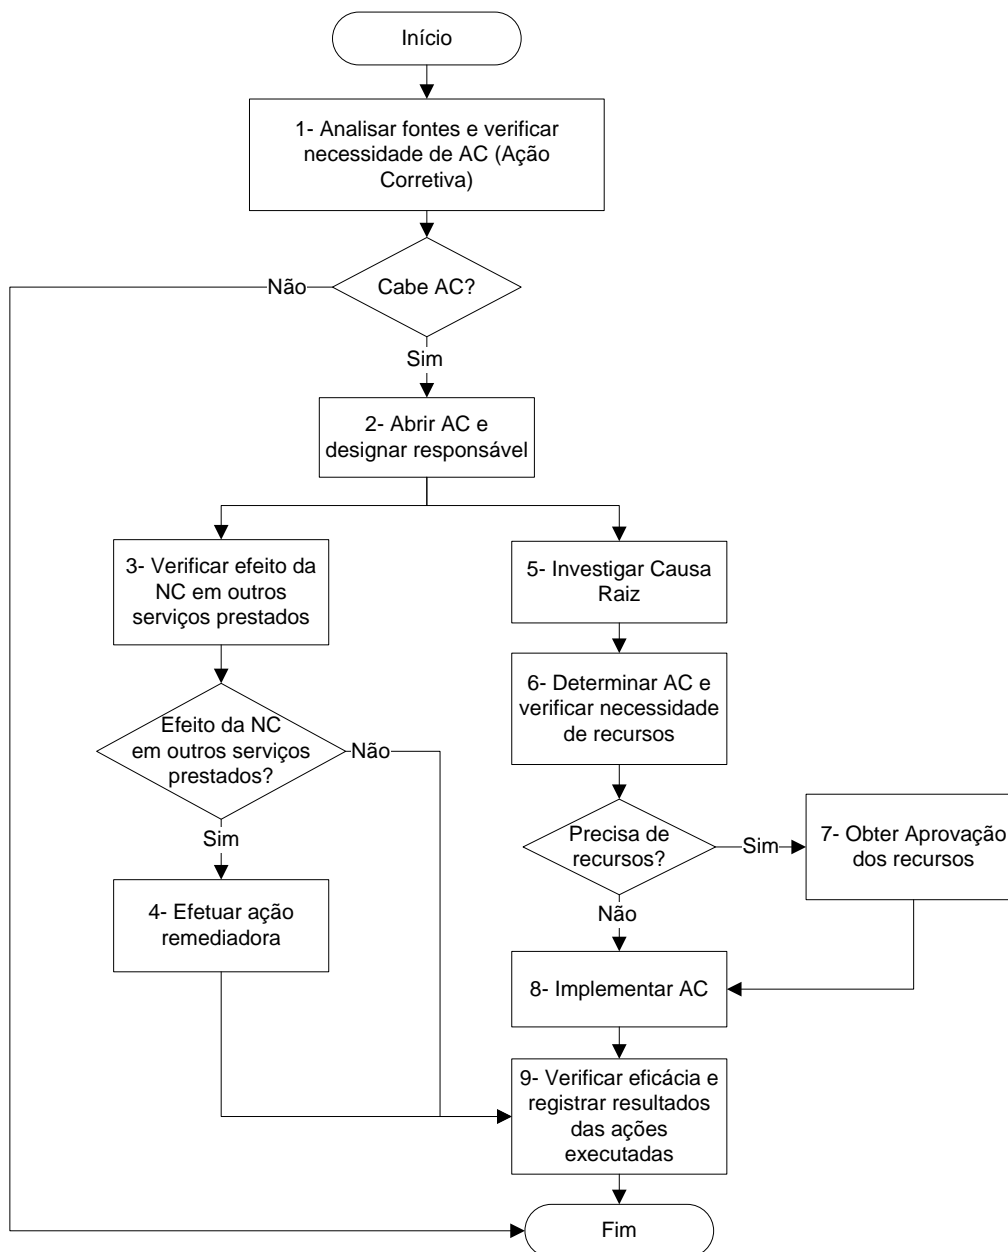 Início
1- Analisar fontes e verificar
necessidade de AC (Ação
Corretiva)
Cabe AC?
Não
Sim
2- Abrir AC e
designar responsável
3- Verificar efeito da
NC em outros
serviços prestados
Efeito da NC
em outros serviços
prestados?
Não
Sim
4- Efetuar ação
remediadora
5- Investigar Causa
Raiz
6- Determinar AC e
verificar necessidade
de recursos
Precisa de
recursos?
Sim
7- Obter Aprovação
dos recursos
Não
8- Implementar AC
9- Verificar eficácia e
registrar resultados
das ações
executadas
Fim